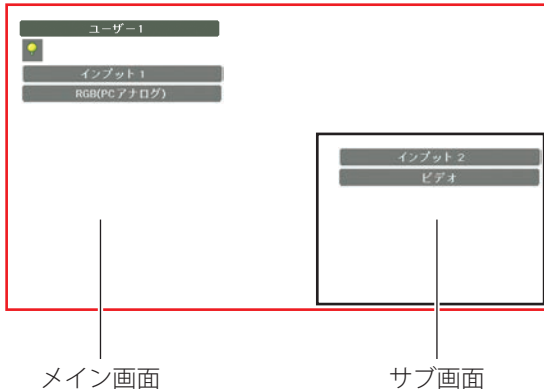 ユーザー1
インプット 1
RGB(PCアナログ)
インプット 2
ビデオ
メイン画面
サブ画面